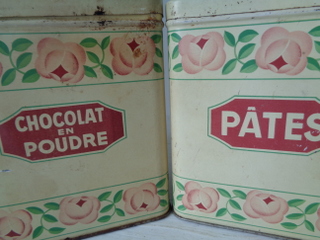 CHOCOLAT
EN
POUDRE
PÂTES